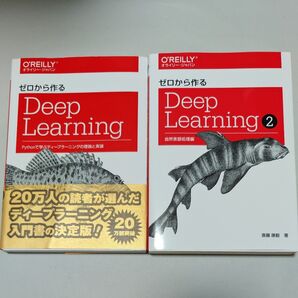 O'REILLY®
オライリー・ジャパン
ゼロから作る
Deep
Learning
Pythonで学ぶディープラーニングの理論と実装
20万人の読者が選んだ
ディープラーニング
入門書の決定版!
20
万部突破
O'REILLY®
オライリー・ジャパン
ゼロから作る
Deep
Learning 2
自然言語処理編
斎藤 康毅 著